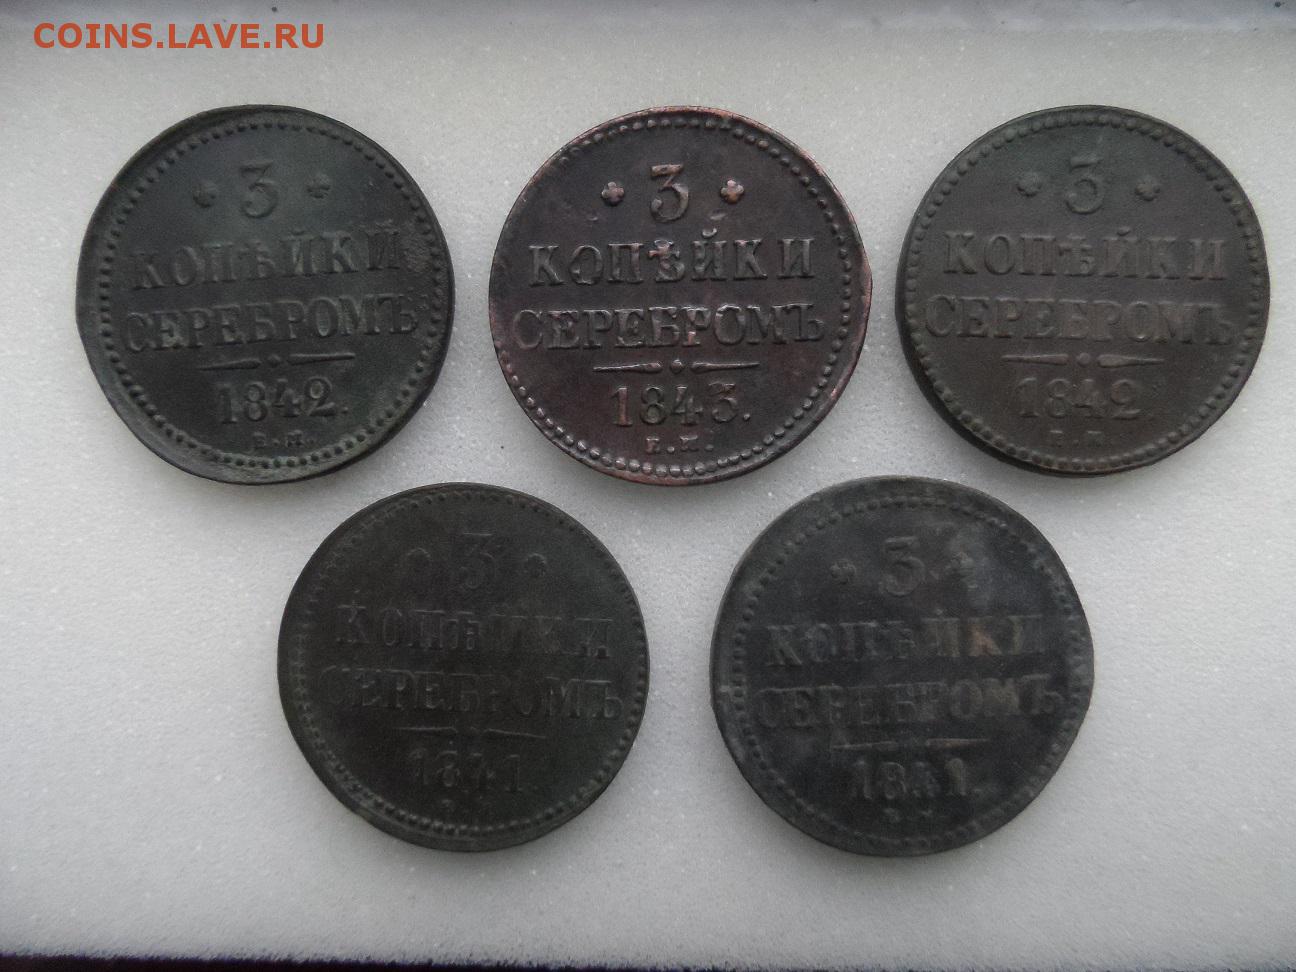 COINS.LAVE.RU
3
КОПѢЙКИ
СЕРЕБРОМЪ
1842.
Е.М.
3
КОПѢЙКИ
СЕРЕБРОМЪ
1843.
Е.М.
3
КОПѢЙКИ
СЕРЕБРОМЪ
1842.
Е.М.
3
КОПѢЙКИ
СЕРЕБРОМЪ
1841.
3
КОПѢЙКИ
СЕРЕБРОМЪ
1841.